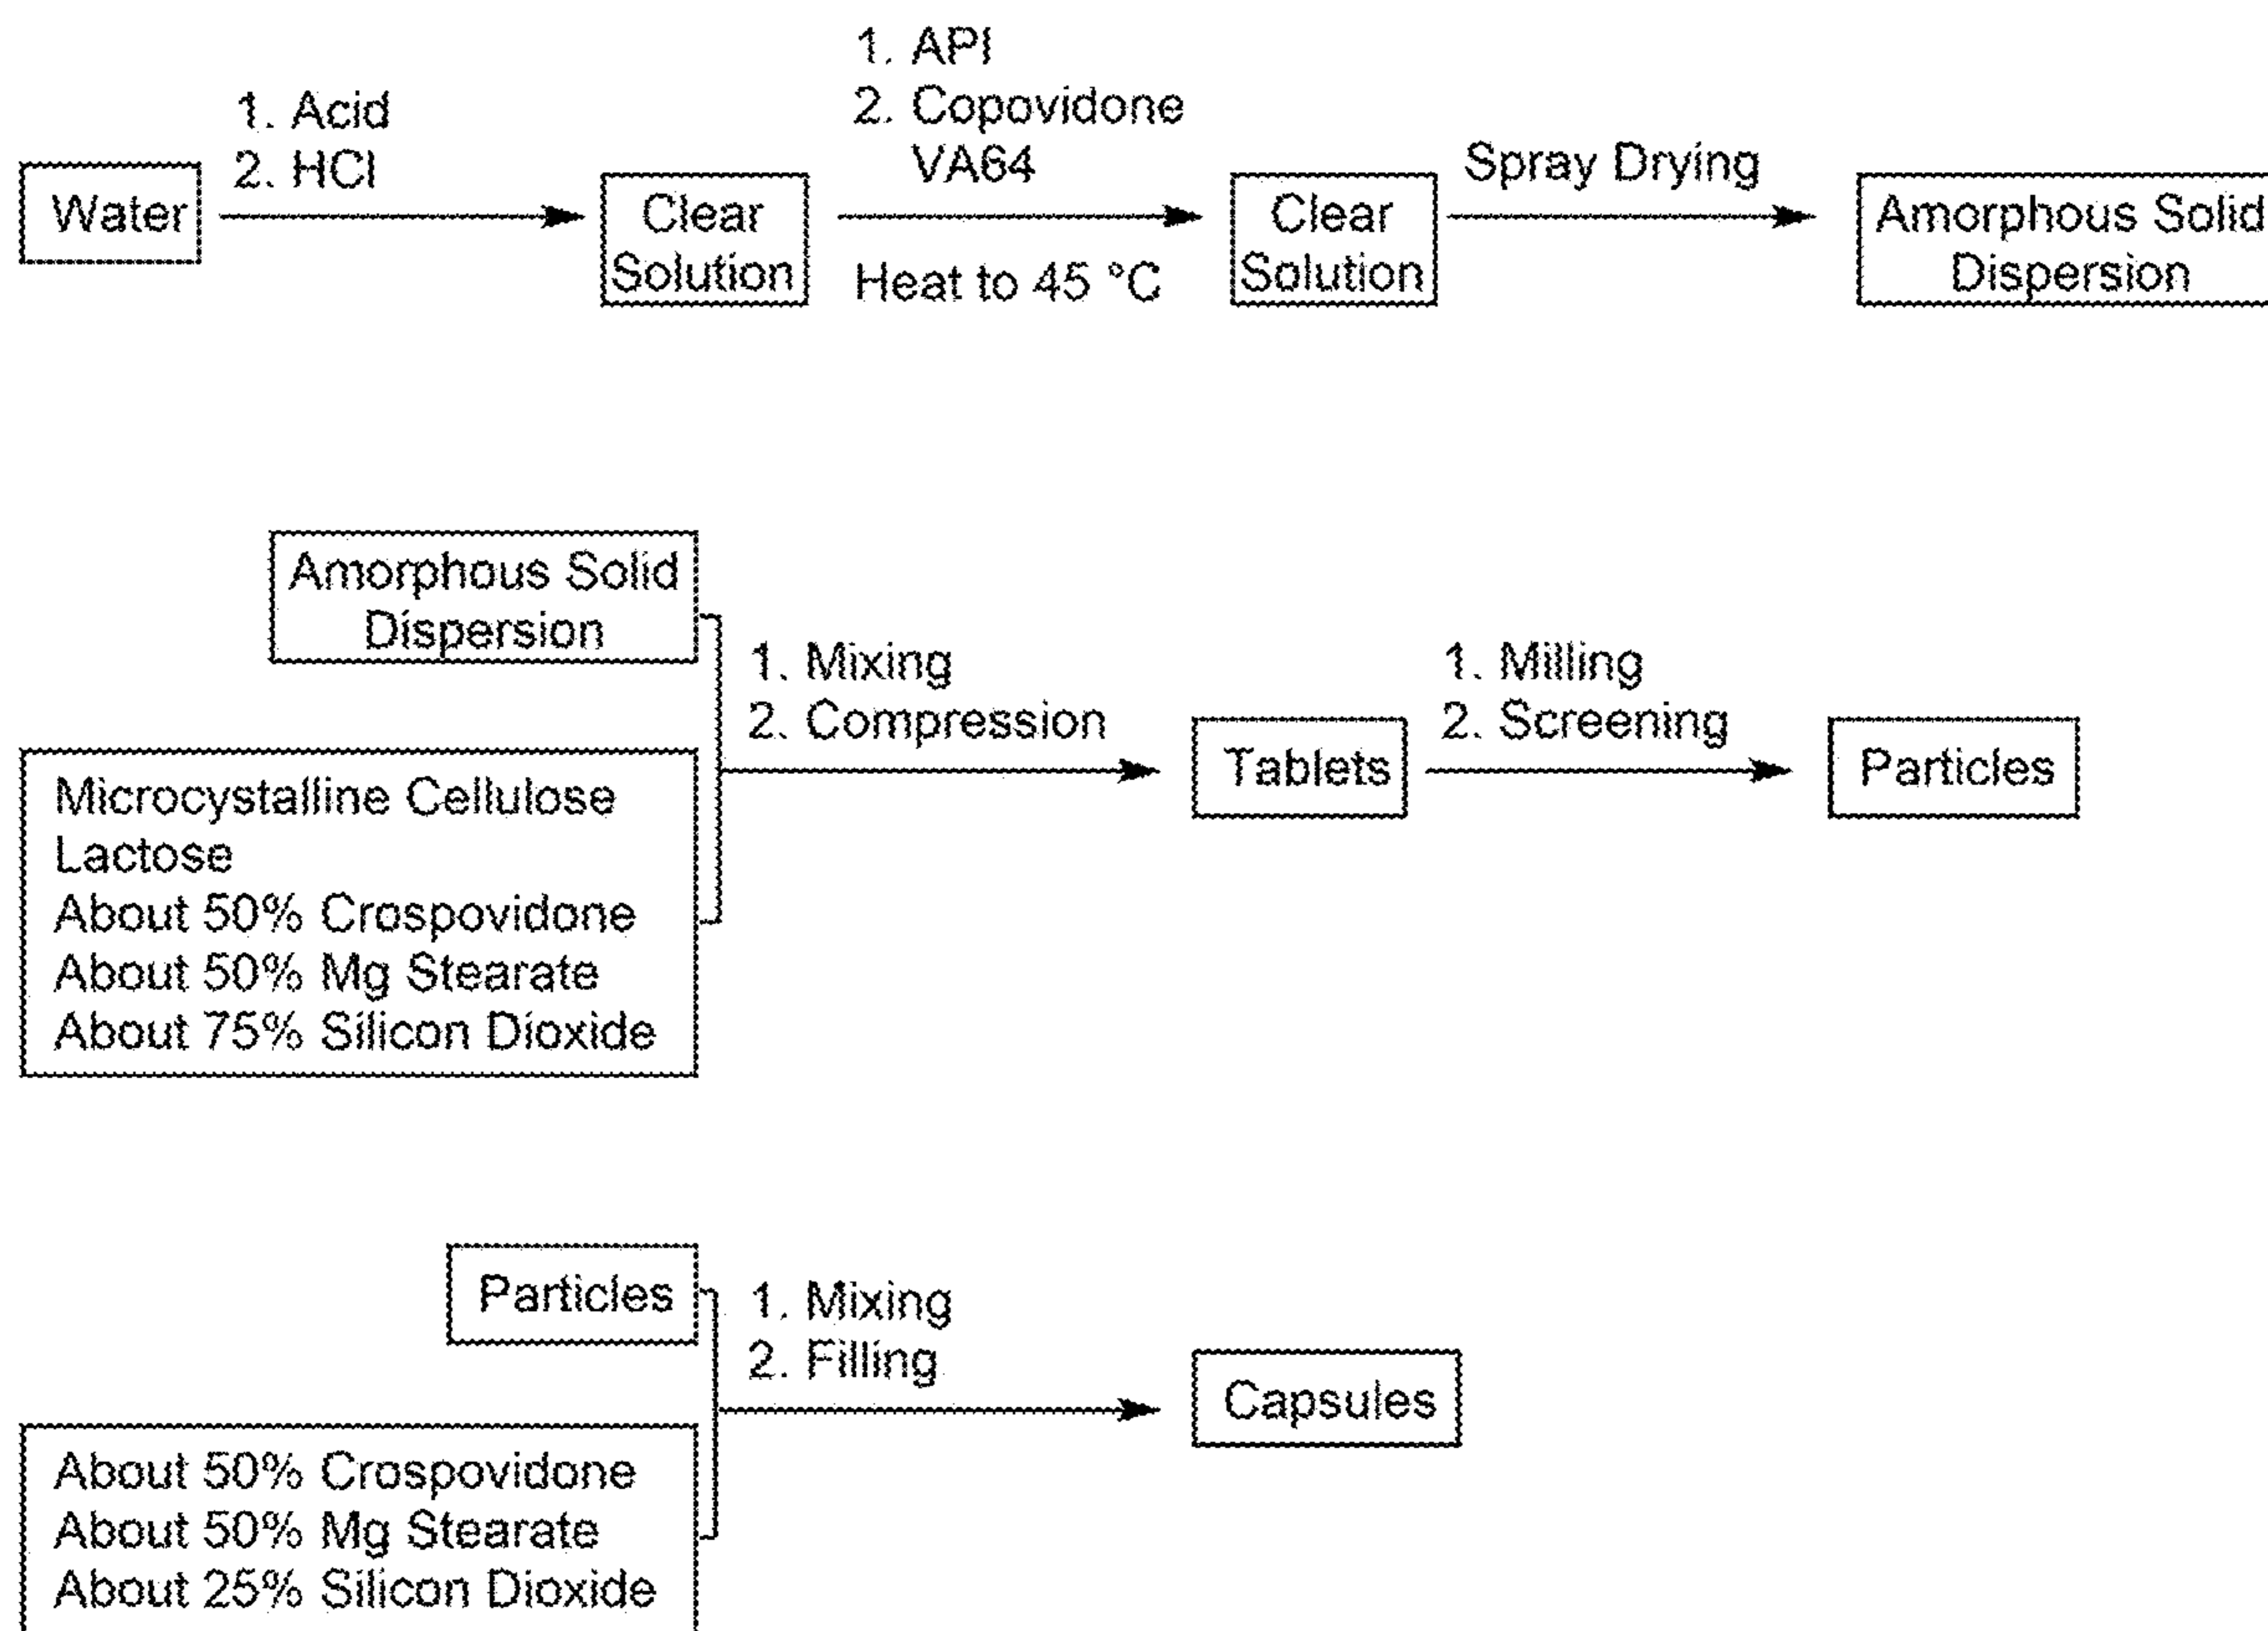 1. Acid
2. HCl
Water
Clear
Solution
1. API
2. Copovidone
VA64
Heat to 45 °C
Clear
Solution
Spray Drying
Amorphous Solid
Dispersion
Amorphous Solid
Dispersion
Microcystalline Cellulose
Lactose
About 50% Crospovidone
About 50% Mg Stearate
About 75% Silicon Dioxide
1. Mixing
2. Compression
Tablets
1. Milling
2. Screening
Particles
Particles
About 50% Crospovidone
About 50% Mg Stearate
About 25% Silicon Dioxide
1. Mixing
2. Filling
Capsules